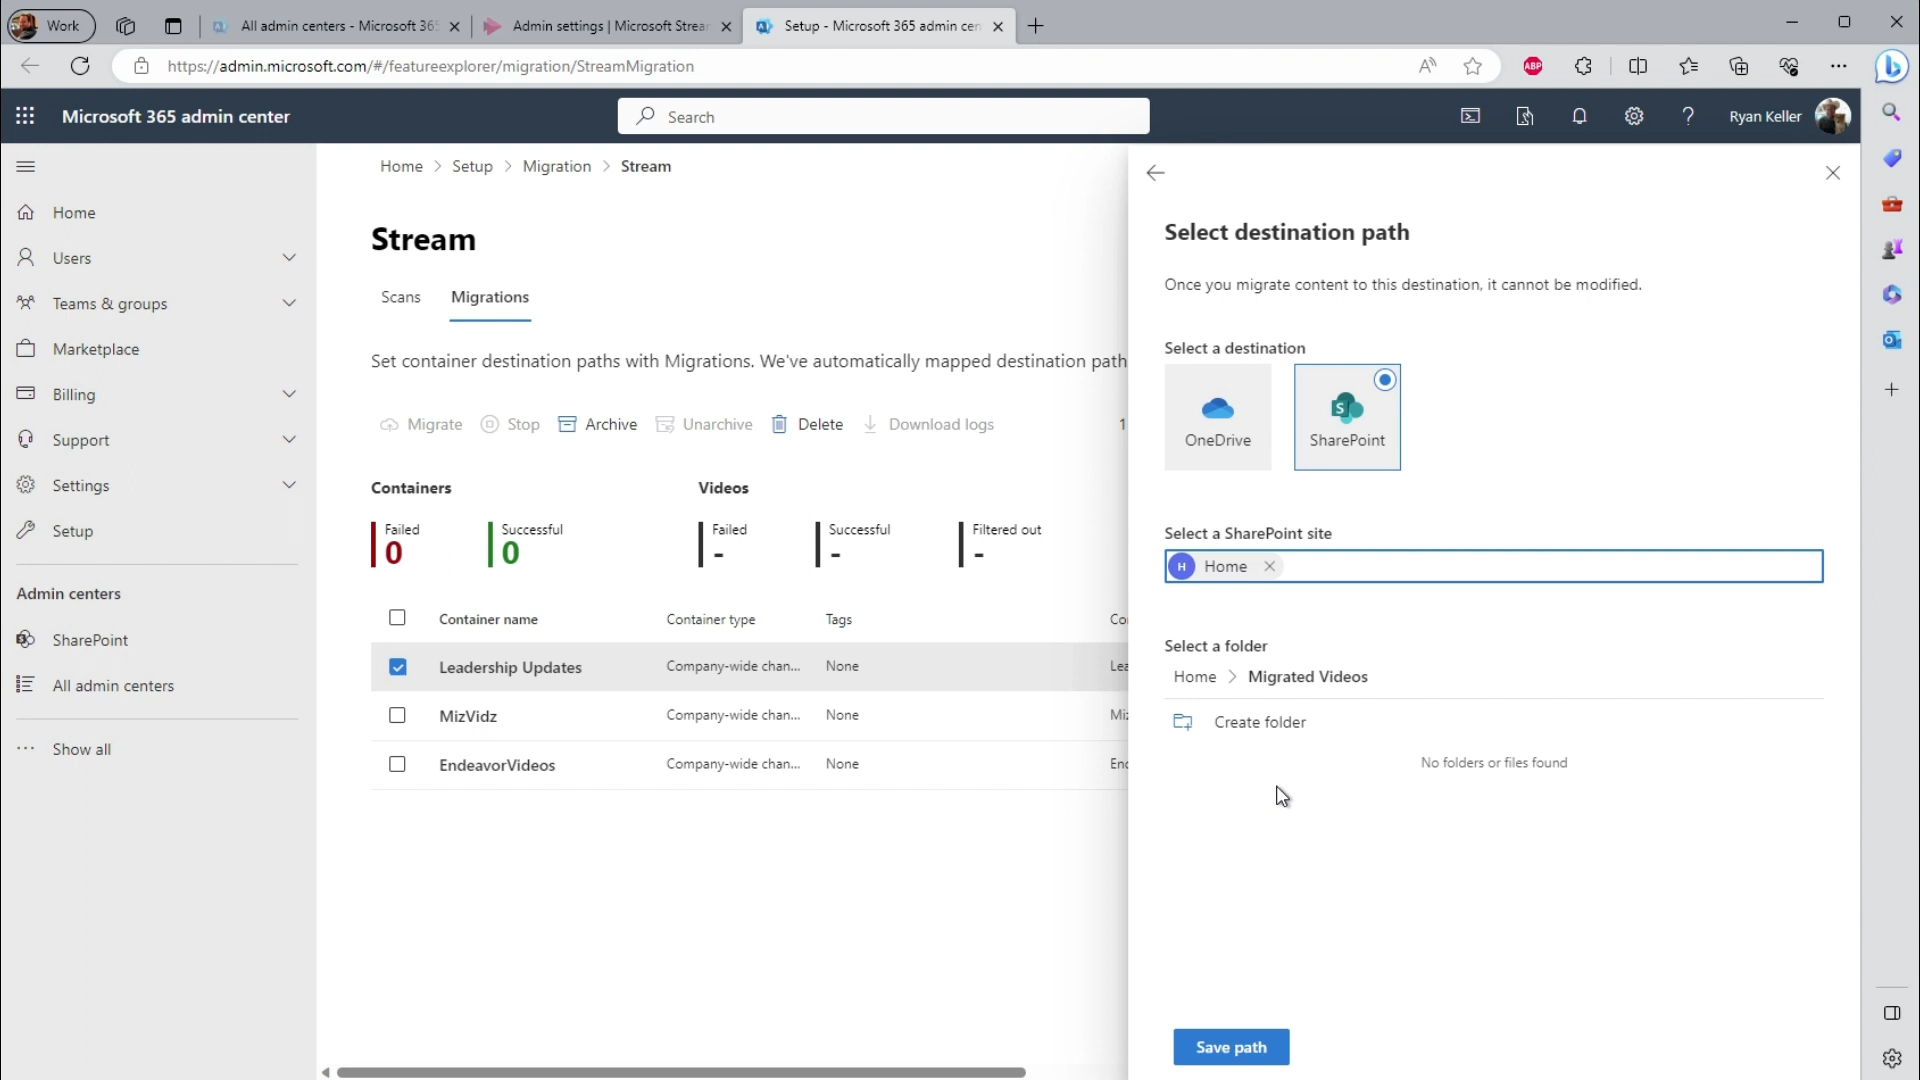 Work
All admin centers - Microsoft 36
Admin settings | Microsoft Strea
Setup - Microsoft 365 admin cen
https://admin.microsoft.com/#/featureexplorer/migration/StreamMigration
ABP
Microsoft 365 admin center
Search
Ryan Keller
Home
Users
Teams & groups
Marketplace
Billing
Support
Settings
Setup
Admin centers
SharePoint
All admin centers
Show all
Home > Setup > Migration > Stream
Stream
Scans
Migrations
Set container destination paths with Migrations. We've automatically mapped destination path
Migrate
Stop
Archive
Unarchive
Delete
Download logs
1
Containers
Videos
Failed
0
Successful
0
Failed
-
Successful
-
Filtered out
-
Container name Container type Tags Co
Leadership Updates Company-wide chan... None Lea
MizVidz Company-wide chan... None Miz
EndeavorVideos Company-wide chan... None End
Select destination path
Once you migrate content to this destination, it cannot be modified.
Select a destination
OneDrive
S
SharePoint
Select a SharePoint site
H Home
Select a folder
Home > Migrated Videos
Create folder
No folders or files found
Save path